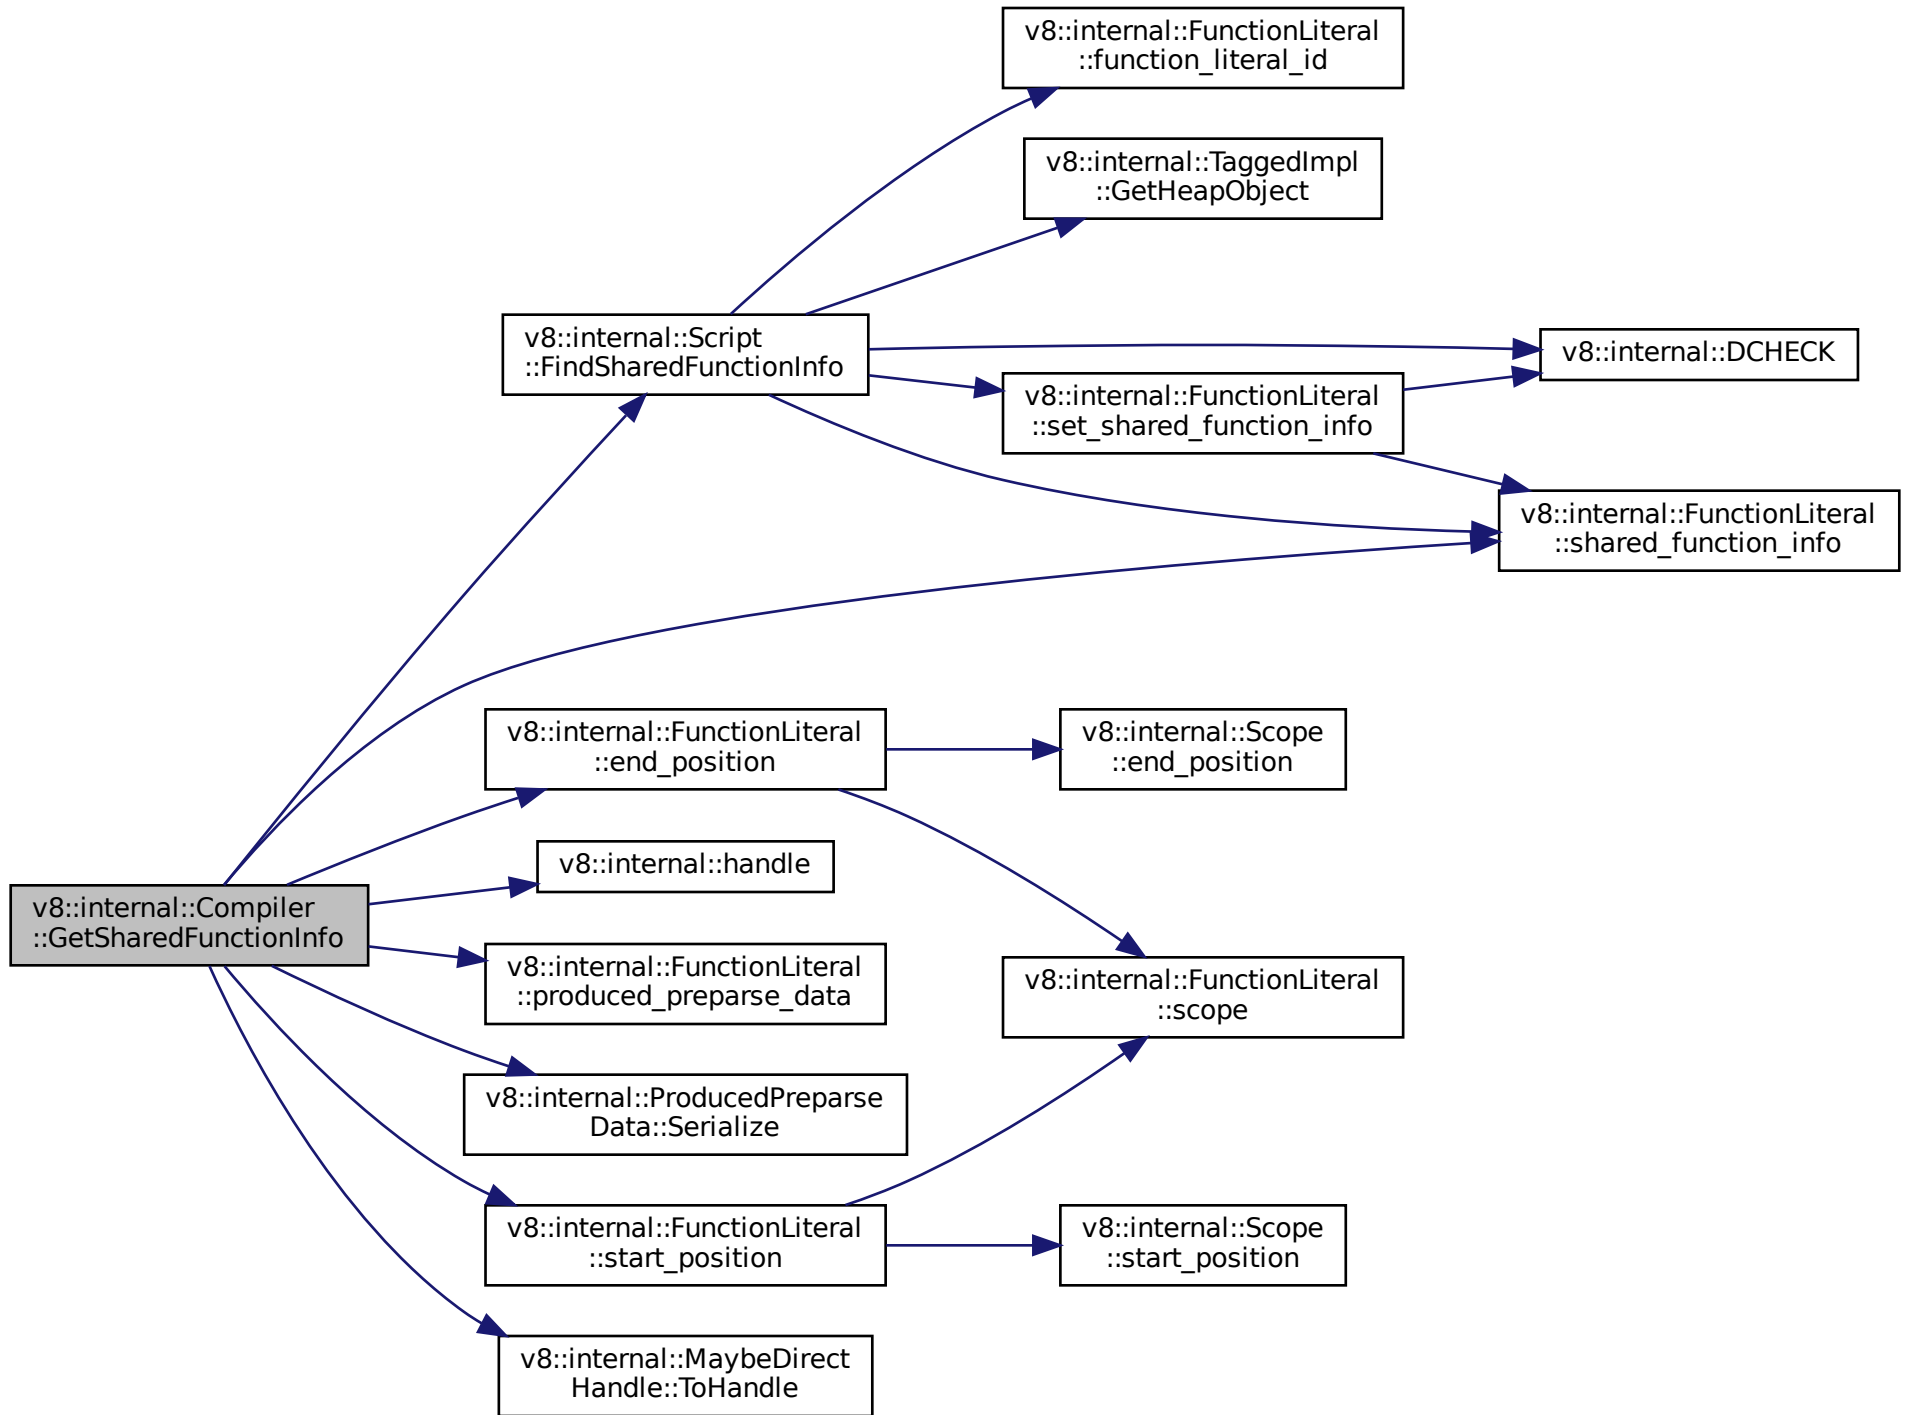 v8::internal::FunctionLiteral
::function_literal_id
v8::internal::TaggedImpl
::GetHeapObject
v8::internal::Script
::FindSharedFunctionInfo
v8::internal::DCHECK
v8::internal::FunctionLiteral
::set_shared_function_info
v8::internal::FunctionLiteral
::shared_function_info
v8::internal::FunctionLiteral
::end_position
v8::internal::Scope
::end_position
v8::internal::handle
v8::internal::Compiler
::GetSharedFunctionInfo
v8::internal::FunctionLiteral
::produced_preparse_data
v8::internal::FunctionLiteral
::scope
v8::internal::ProducedPreparse
Data::Serialize
v8::internal::FunctionLiteral
::start_position
v8::internal::Scope
::start_position
v8::internal::MaybeDirect
Handle::ToHandle